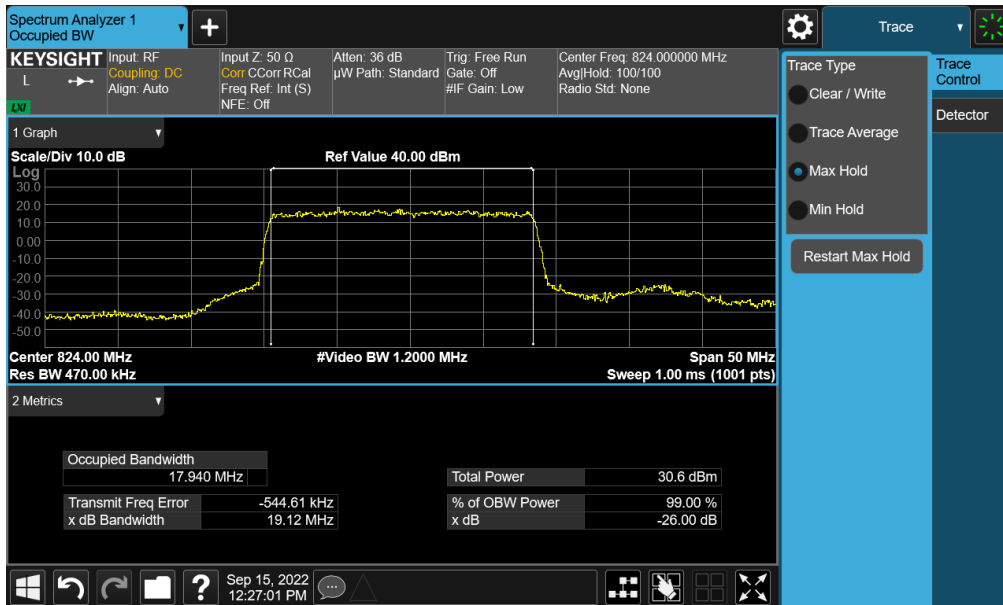 Spectrum Analyzer 1
Occupied BW
Trace
KEYSIGHT
L
LXI
Input: RF
Coupling: DC
Align: Auto
Input Z: 50 Ω
Corr CCorr RCal
Freq Ref: Int (S)
NFE: Off
Atten: 36 dB
µW Path: Standard
Trig: Free Run
Gate: Off
#IF Gain: Low
Center Freq: 824.000000 MHz
Avg|Hold: 100/100
Radio Std: None
Trace Type
Clear / Write
Trace Average
Max Hold
Min Hold
Restart Max Hold
Trace
Control
Detector
1 Graph
Scale/Div 10.0 dB
Ref Value 40.00 dBm
Log
30.0
20.0
10.0
0.00
-10.0
-20.0
-30.0
-40.0
-50.0
Center 824.00 MHz
#Video BW 1.2000 MHz
Span 50 MHz
Res BW 470.00 kHz
Sweep 1.00 ms (1001 pts)
2 Metrics
Occupied Bandwidth
17.940 MHz
Total Power 30.6 dBm
Transmit Freq Error -544.61 kHz
% of OBW Power 99.00 %
x dB Bandwidth 19.12 MHz
x dB -26.00 dB
Sep 15, 2022
12:27:01 PM